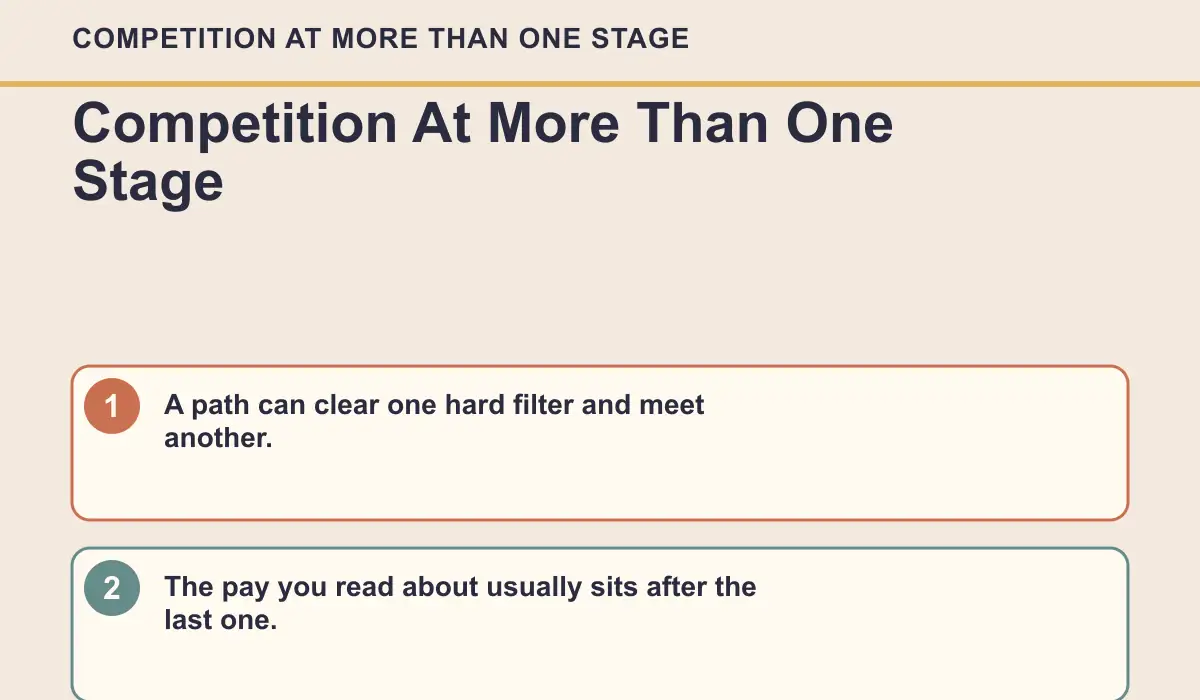 COMPETITION AT MORE THAN ONE STAGE
Competition At More Than One
Stage
1
A path can clear one hard filter and meet
another.
2
The pay you read about usually sits after the
last one.